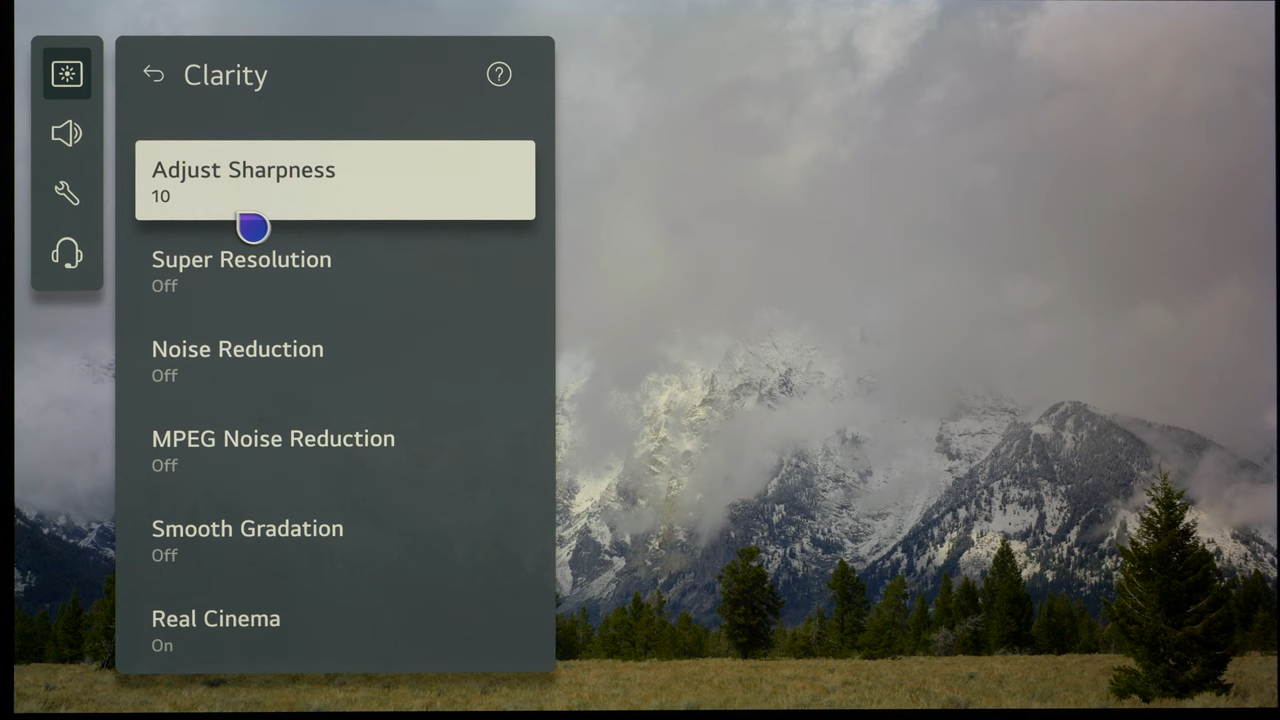 Clarity
?
Adjust Sharpness
10
Super Resolution
Off
Noise Reduction
Off
MPEG Noise Reduction
Off
Smooth Gradation
Off
Real Cinema
On